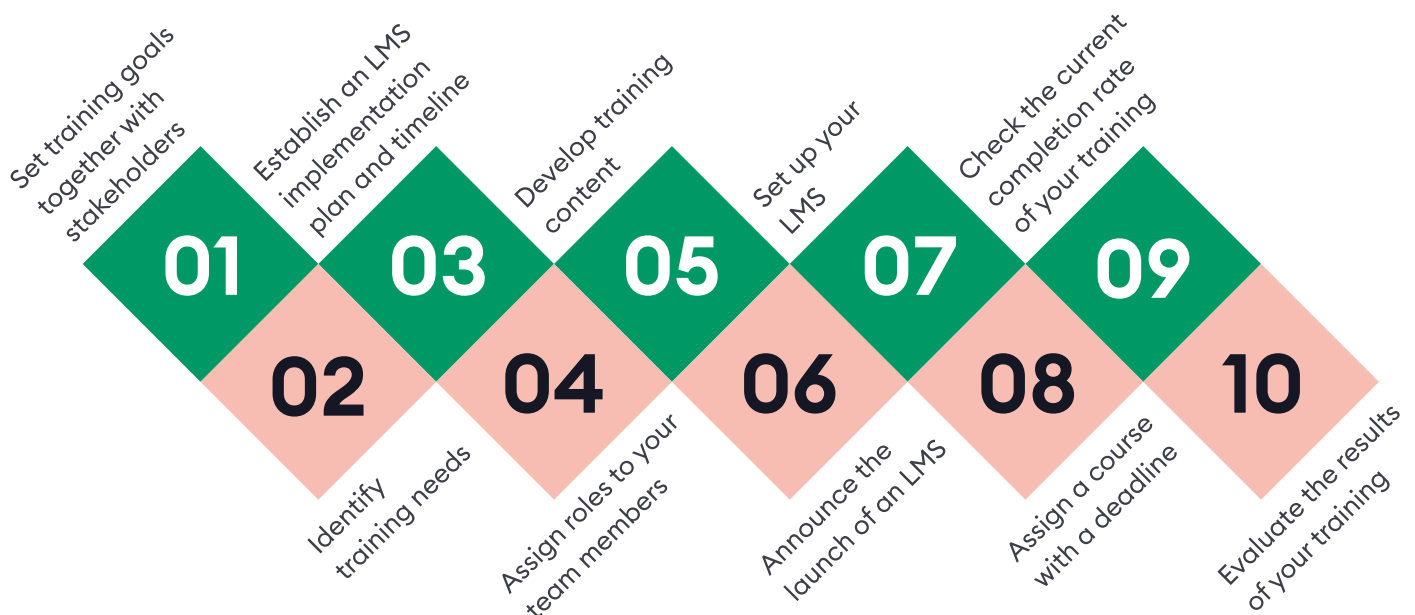 Set training goals
together with
stakeholders
01
Identify
training needs
02
Establish an LMS
implementation
plan and timeline
03
Assign roles to your
team members
04
Develop training
content
05
Announce the
launch of an LMS
06
Set up your
LMS
07
Assign a course
with a deadline
08
Check the current
completion rate
of your training
09
Evaluate the results
of your training
10